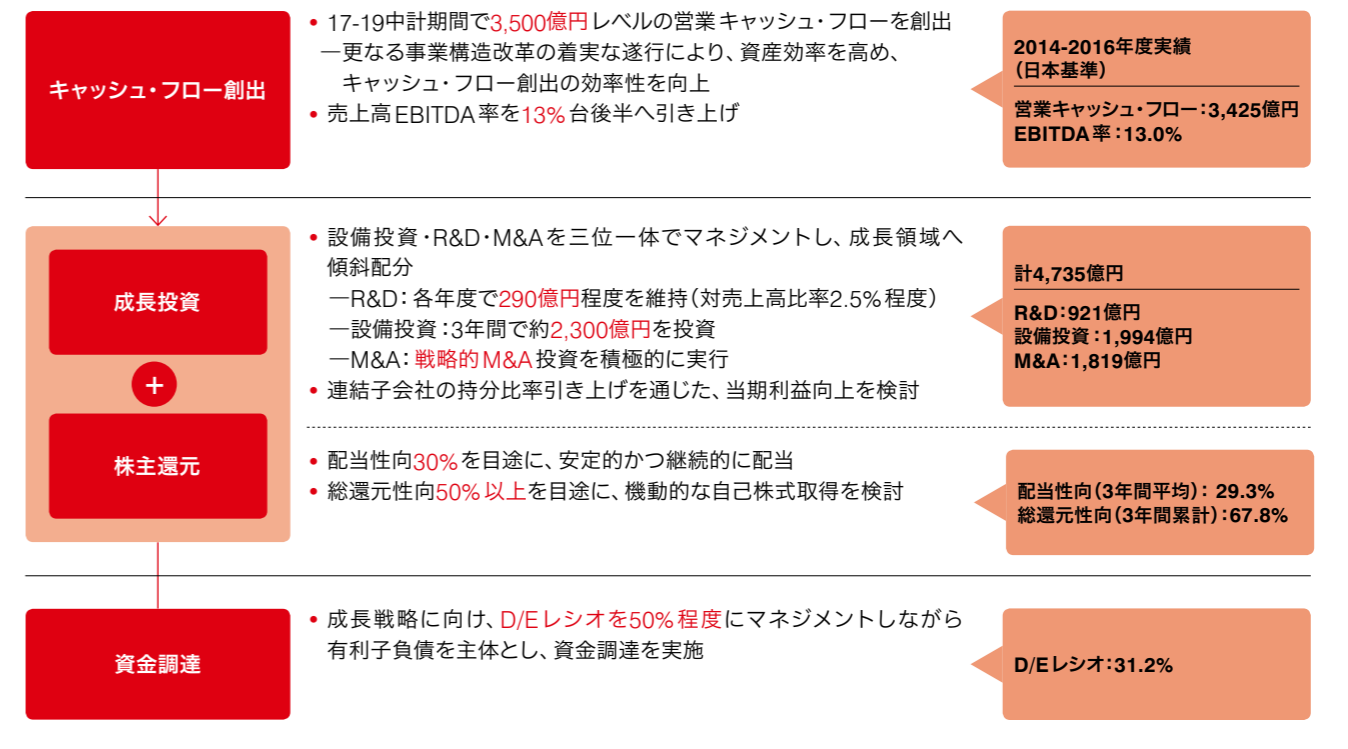 キャッシュ・フロー創出
• 17-19中計期間で3,500億円レベルの営業キャッシュ・フローを創出
―更なる事業構造改革の着実な遂行により、資産効率を高め、
キャッシュ・フロー創出の効率性を向上
• 売上高EBITDA率を13%台後半へ引き上げ
2014-2016年度実績
（日本基準）
営業キャッシュ・フロー：3,425億円
EBITDA率：13.0%
成長投資
• 設備投資・R&D・M&Aを三位一体でマネジメントし、成長領域へ
傾斜配分
―R&D：各年度で290億円程度を維持（対売上高比率2.5%程度）
―設備投資：3年間で約2,300億円を投資
―M&A：戦略的M&A投資を積極的に実行
• 連結子会社の持分比率引き上げを通じた、当期利益向上を検討
計4,735億円
R&D：921億円
設備投資：1,994億円
M&A：1,819億円
+
株主還元
• 配当性向30%を目途に、安定的かつ継続的に配当
• 総還元性向50%以上を目途に、機動的な自己株式取得を検討
配当性向（3年間平均）：29.3%
総還元性向（3年間累計）：67.8%
資金調達
• 成長戦略に向け、D/Eレシオを50%程度にマネジメントしながら
有利子負債を主体とし、資金調達を実施
D/Eレシオ：31.2%